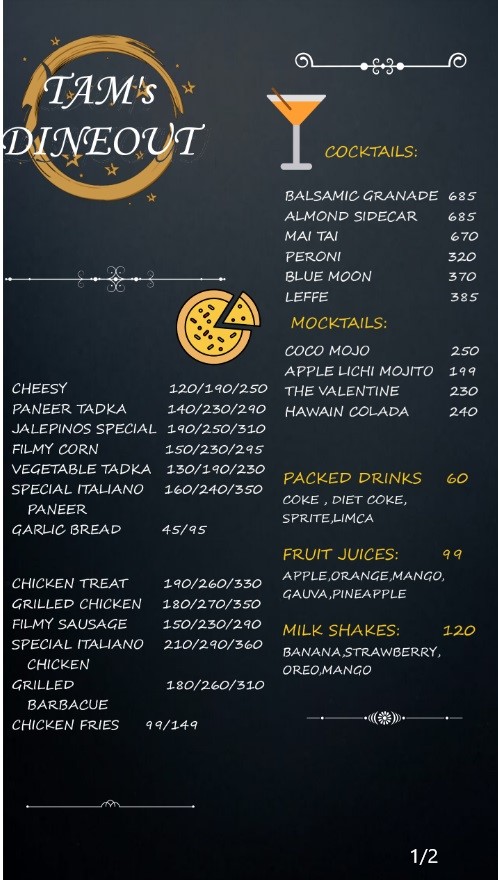 TAM's
DINEOUT
CHEESY 120/190/250
PANEER TADKA 140/230/290
JALEPINOS SPECIAL 190/250/310
FILMY CORN 150/230/295
VEGETABLE TADKA 130/190/230
SPECIAL ITALIANO 160/240/350
PANEER
GARLIC BREAD 45/95
CHICKEN TREAT 190/260/330
GRILLED CHICKEN 180/270/350
FILMY SAUSAGE 150/230/290
SPECIAL ITALIANO 210/290/360
CHICKEN
GRILLED 180/260/310
BARBACUE
CHICKEN FRIES 99/149
COCKTAILS:
BALSAMIC GRANADE 685
ALMOND SIDECAR 685
MAI TAI 670
PERONI 320
BLUE MOON 370
LEFFE 385
MOCKTAILS:
COCO MOJO 250
APPLE LICHI MOJITO 199
THE VALENTINE 230
HAWAIN COLADA 240
PACKED DRINKS 60
COKE , DIET COKE,
SPRITE,LIMCA
FRUIT JUICES: 99
APPLE,ORANGE,MANGO,
GAUVA,PINEAPPLE
MILK SHAKES: 120
BANANA,STRAWBERRY,
OREO,MANGO
1/2